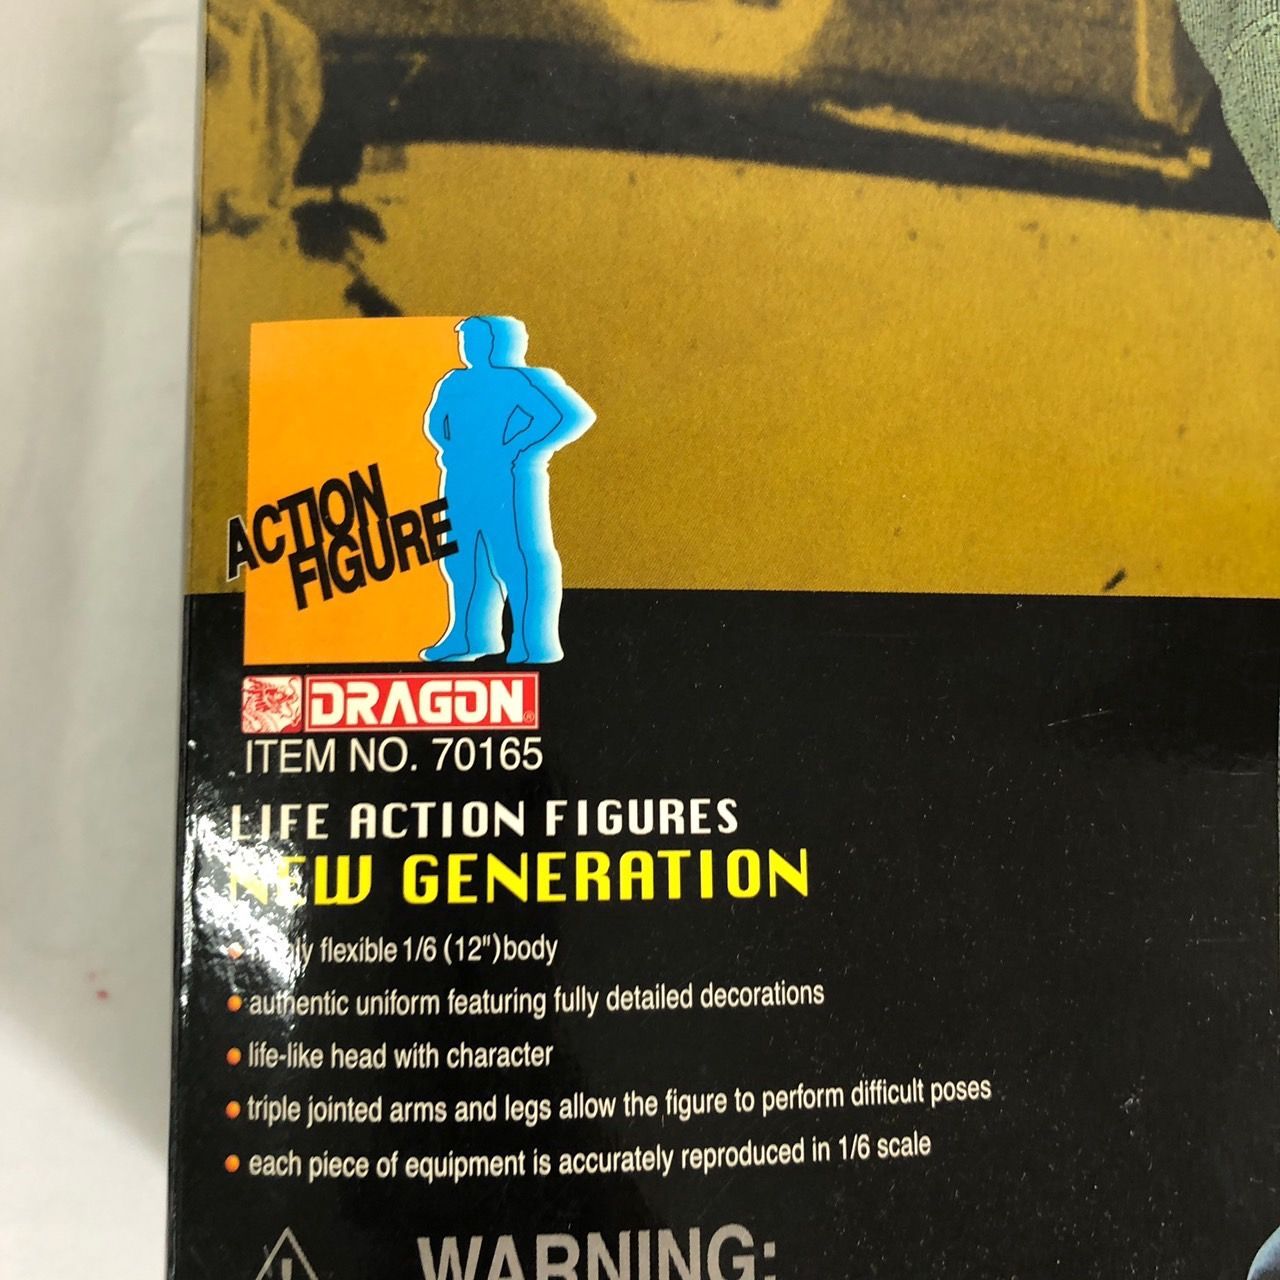 ACTION
FIGURE
DRAGON®
ITEM NO. 70165
LIFE ACTION FIGURES
NEW GENERATION
flexible 1/6 (12") body
authentic uniform featuring fully detailed decorations
life-like head with character
triple jointed arms and legs allow the figure to perform difficult poses
each piece of equipment is accurately reproduced in 1/6 scale
WARNING: